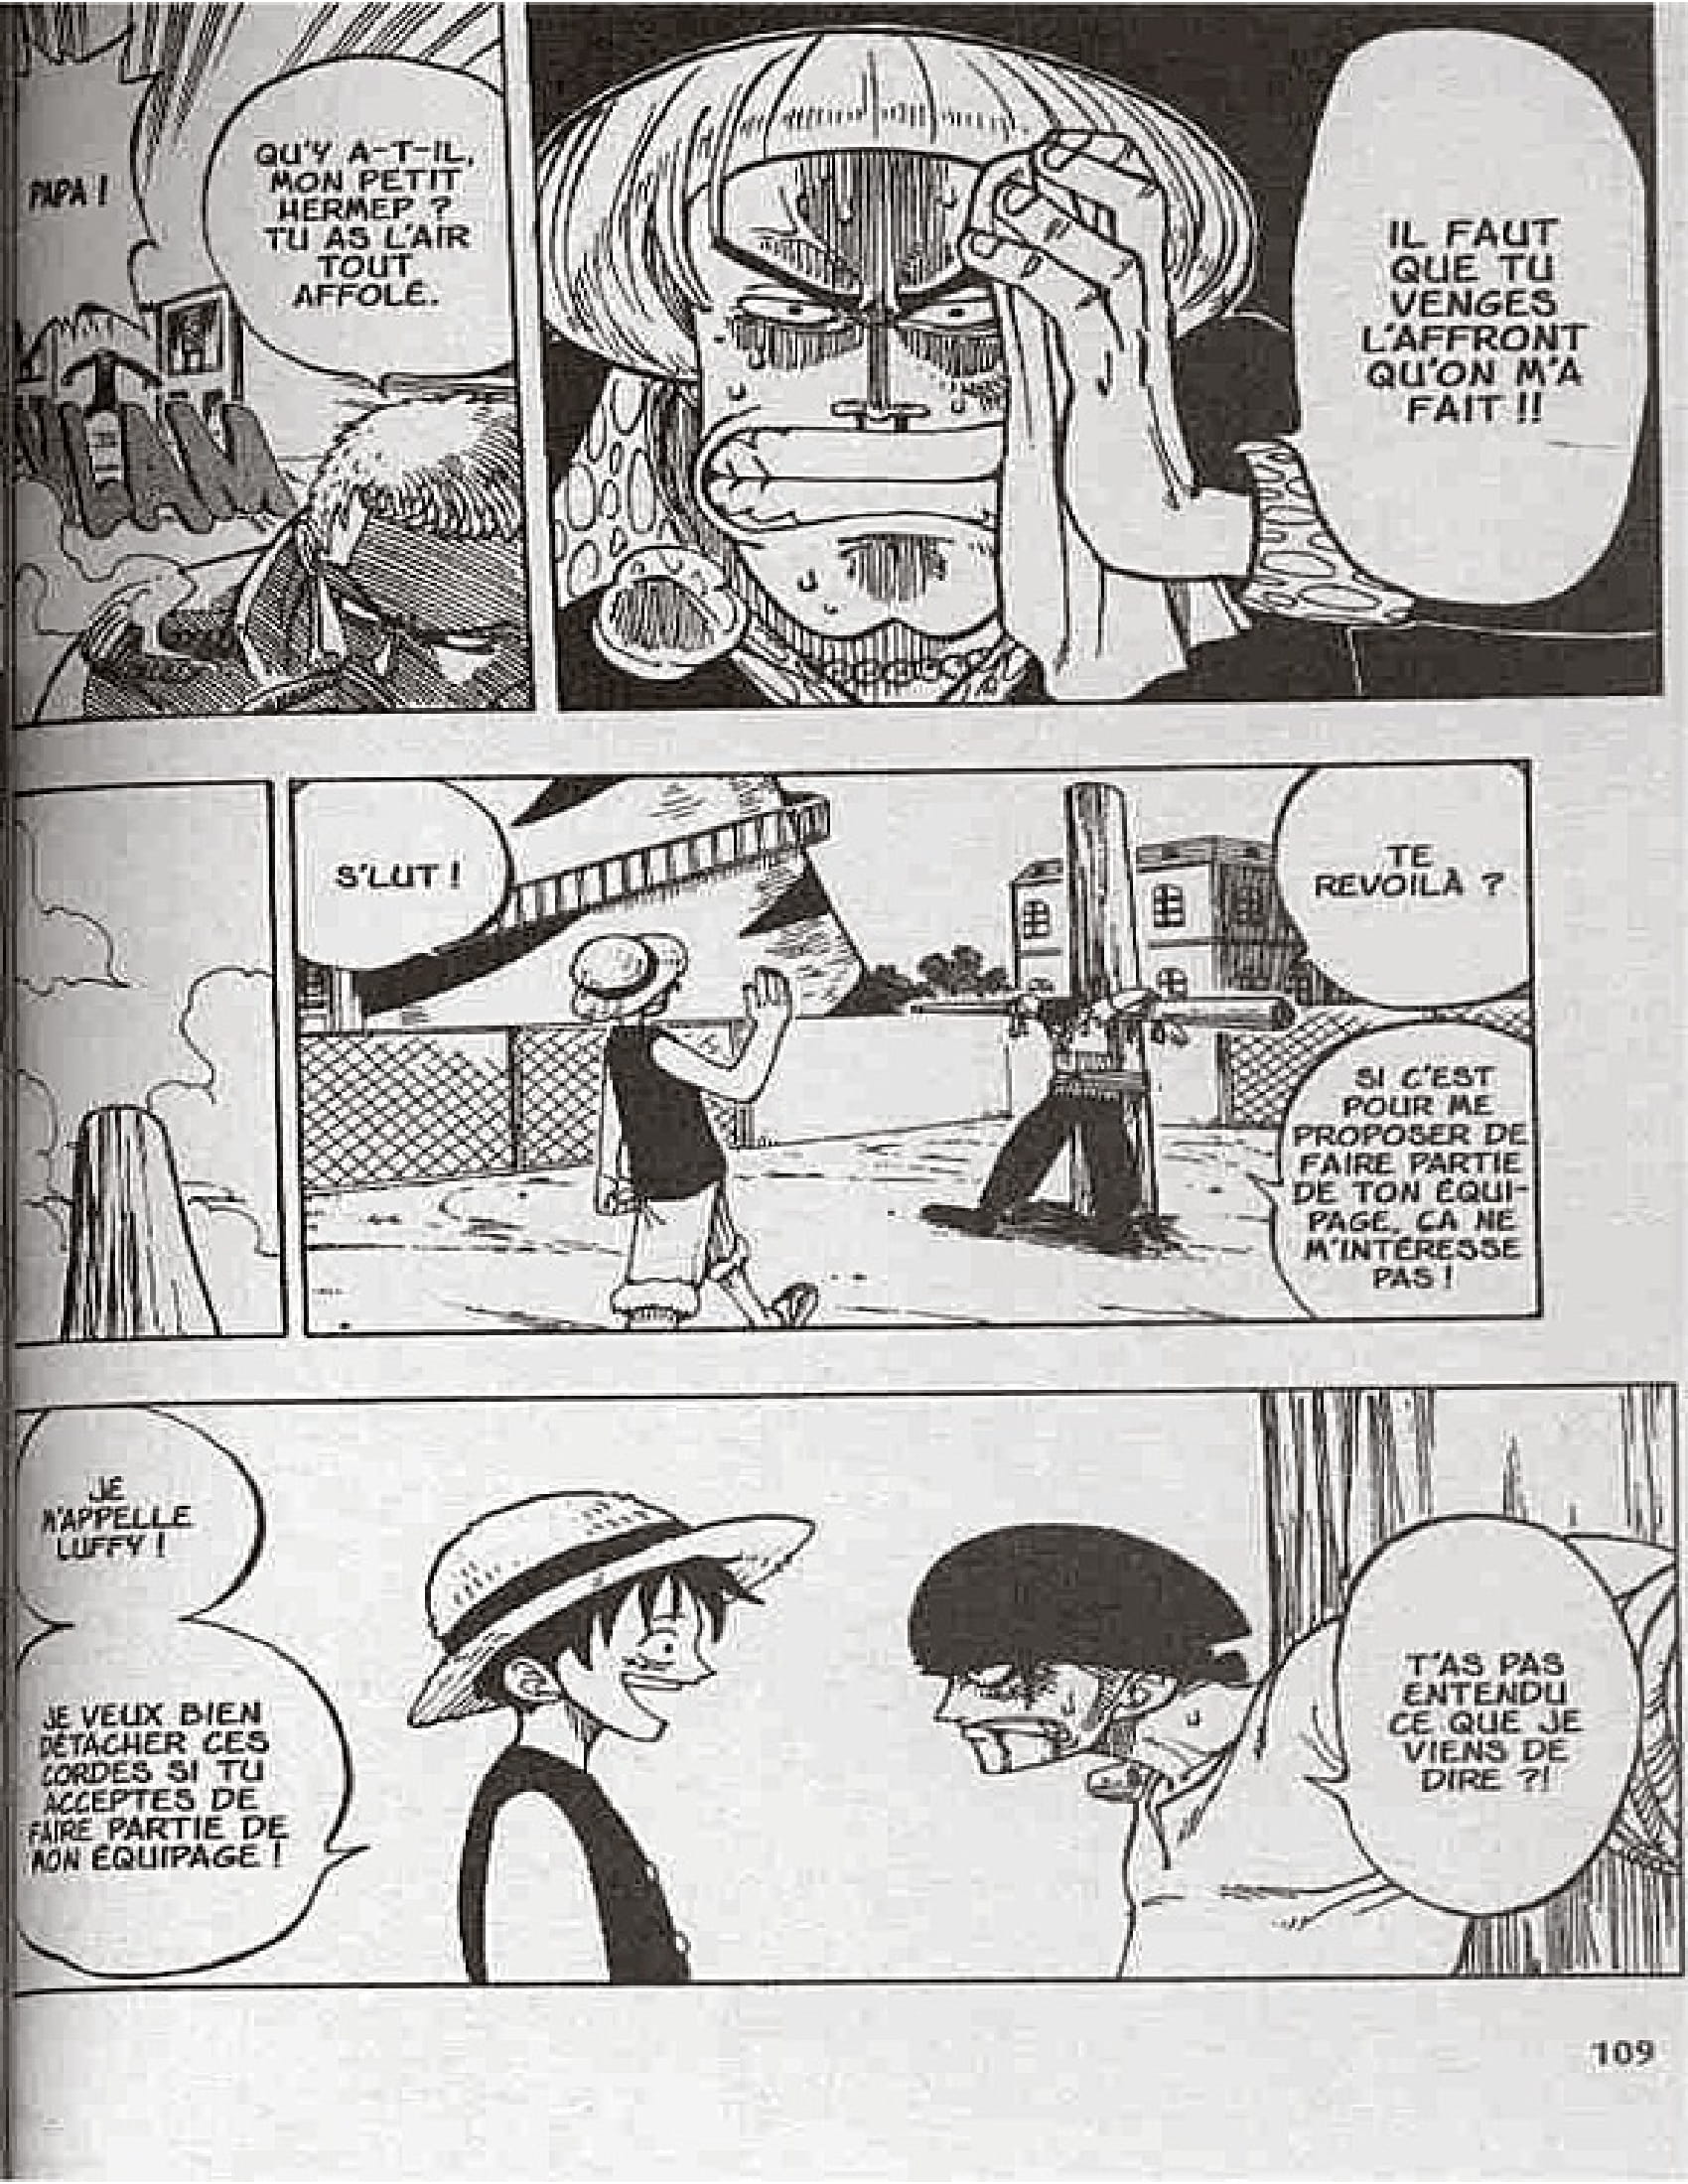 PAPA !
QU'Y A-T-IL,
MON PETIT
HERMEP ?
TU AS L'AIR
TOUT
AFFOLÉ.
IL FAUT
QUE TU
VENGES
L'AFFRONT
QU'ON M'A
FAIT !!
S'LUT !
TE
REVOILÀ ?
SI C'EST
POUR ME
PROPOSER DE
FAIRE PARTIE
DE TON ÉQUI-
PAGE, ÇA NE
M'INTÉRESSE
PAS !
JE
M'APPELLE
LUFFY !
JE VEUX BIEN
DÉTACHER CES
CORDES SI TU
ACCEPTES DE
FAIRE PARTIE DE
MON ÉQUIPAGE !
T'AS PAS
ENTENDU
CE QUE JE
VIENS DE
DIRE ?!
109